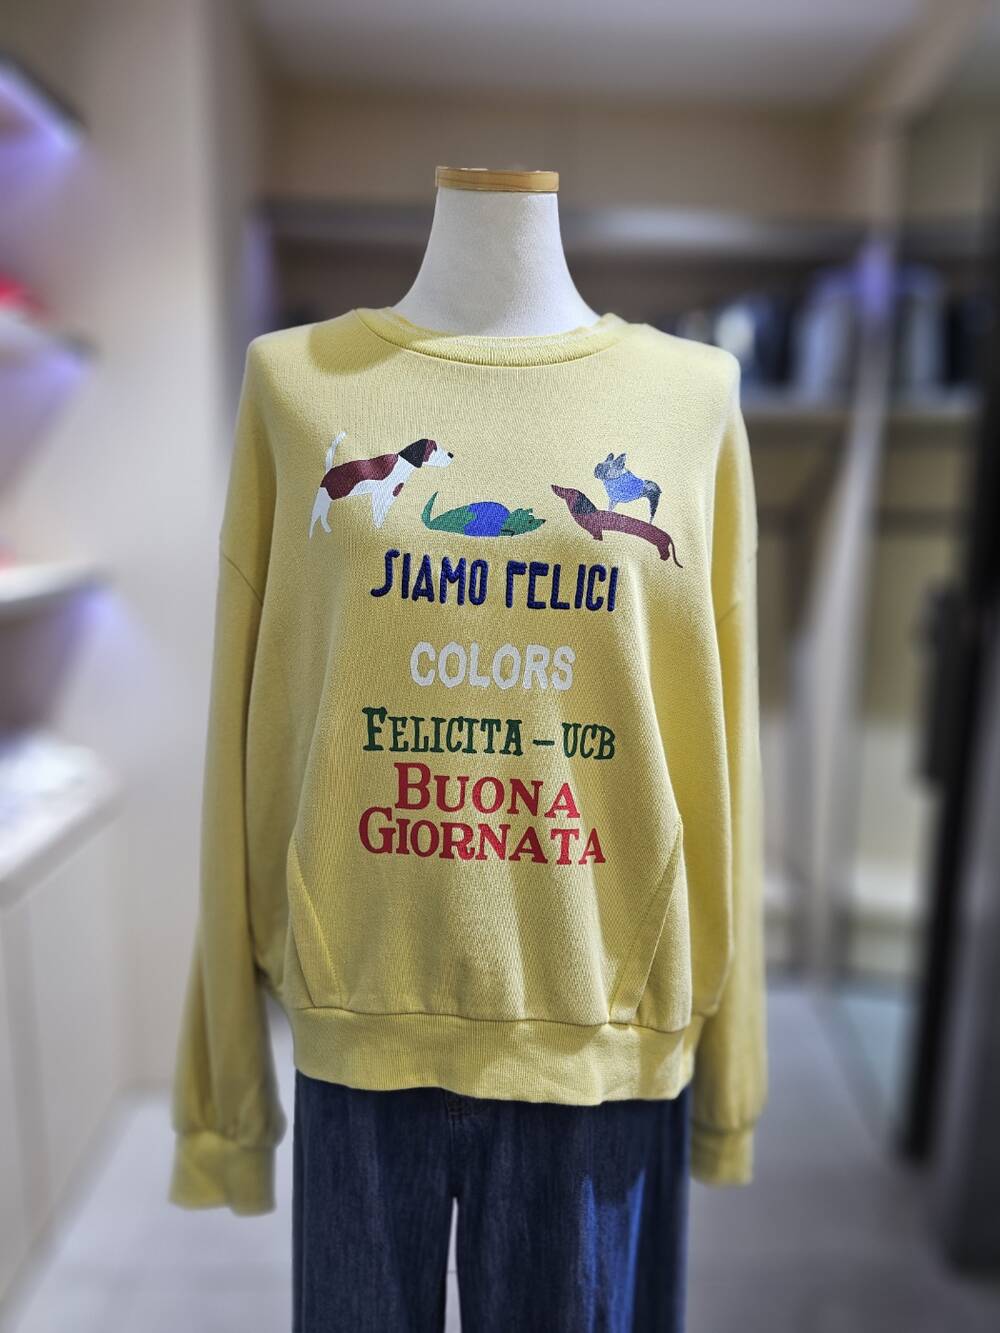 SIAMO FELICI
COLORS
FELICITA - UCB
BUONA
GIORNATA